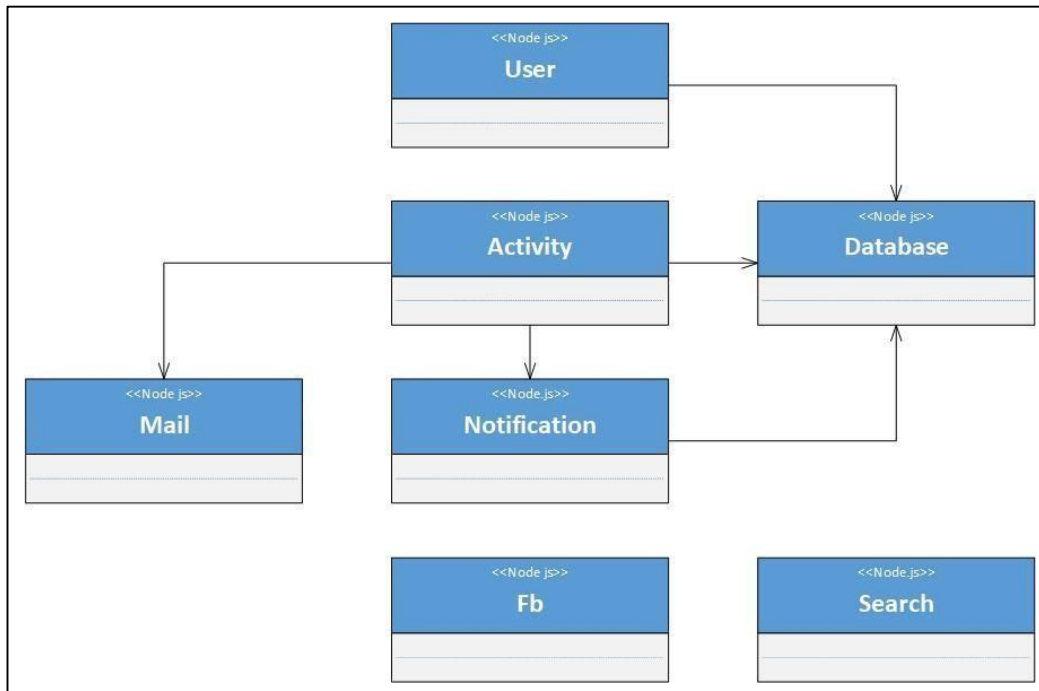 <<Node js>>
User
<<Node js>>
Activity
<<Node js>>
Database
<<Node js>>
Mail
<<Node.js>>
Notification
<<Node js>>
Fb
<<Node.js>>
Search